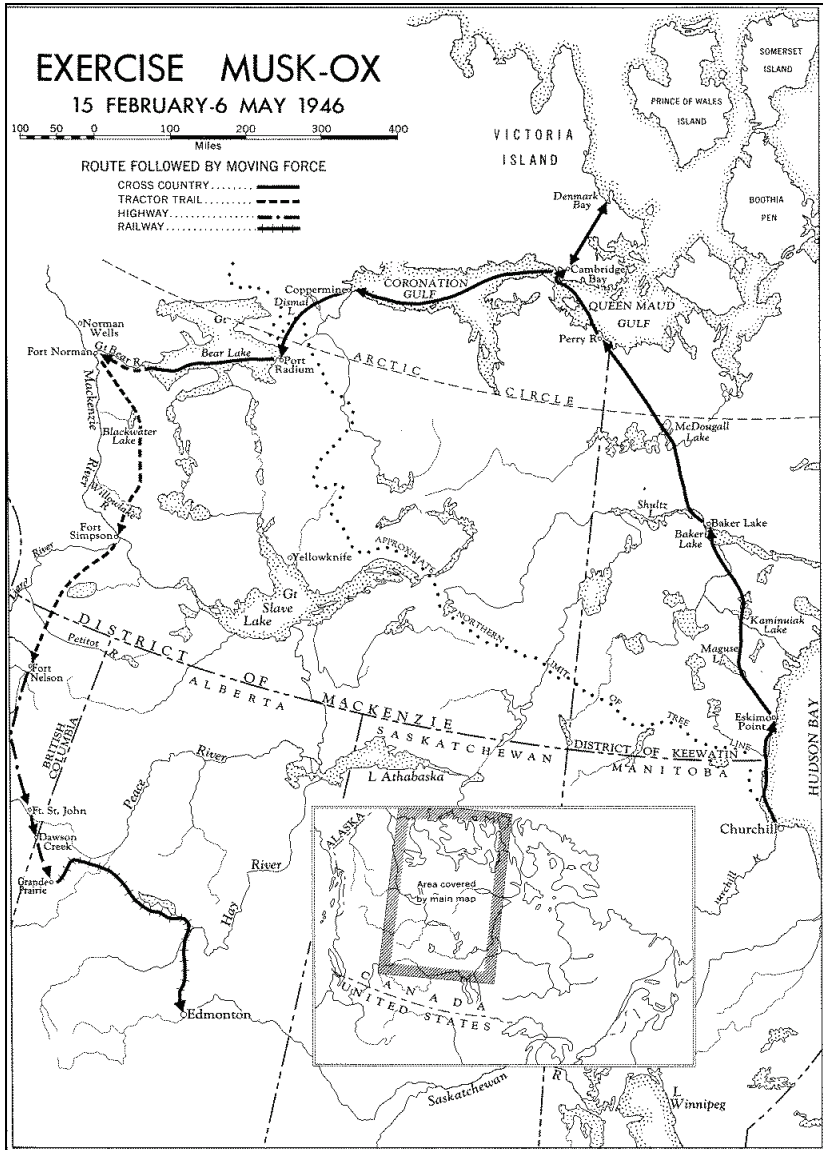 EXERCISE MUSK-OX
15 FEBRUARY-6 MAY 1946
100 50 0 100 200 300 400
Miles
ROUTE FOLLOWED BY MOVING FORCE
CROSS COUNTRY
TRACTOR TRAIL
HIGHWAY
RAILWAY
SOMERSET
ISLAND
PRINCE OF WALES
ISLAND
VICTORIA
ISLAND
BOOTHIA
PEN
Denmark
Bay
Cambridge
Bay
Coppermine
CORONATION
GULF
Dismal
L
QUEEN MAUD
GULF
Norman
Wells
Gt
Fort Norman
Gt Bear R
Bear Lake
Port
Radium
Perry R
ARCTIC CIRCLE
Mackenzie
River
Blackwater
Lake
McDougall
Lake
Willowlake
R
Shultz
L
Baker Lake
Baker
Lake
Fort
Simpson
River
Liard
Yellowknife
APPROXIMATE NORTHERN LIMIT OF TREE LINE
Gt
Slave
Lake
Kaminuiak
Lake
Maguse
L
Petitot
R
DISTRICT OF MACKENZIE
ALBERTA
Fort
Nelson
Eskimo
Point
SASKATCHEWAN
DISTRICT OF KEEWATIN
MANITOBA
HUDSON BAY
BRITISH
COLUMBIA
Peace River
L Athabaska
Ft. St. John
Dawson
Creek
Churchill
Grande
Prairie
Hay River
ALASKA
Area covered
by main map
CANADA
UNITED STATES
Edmonton
Saskatchewan
R
L
Winnipeg